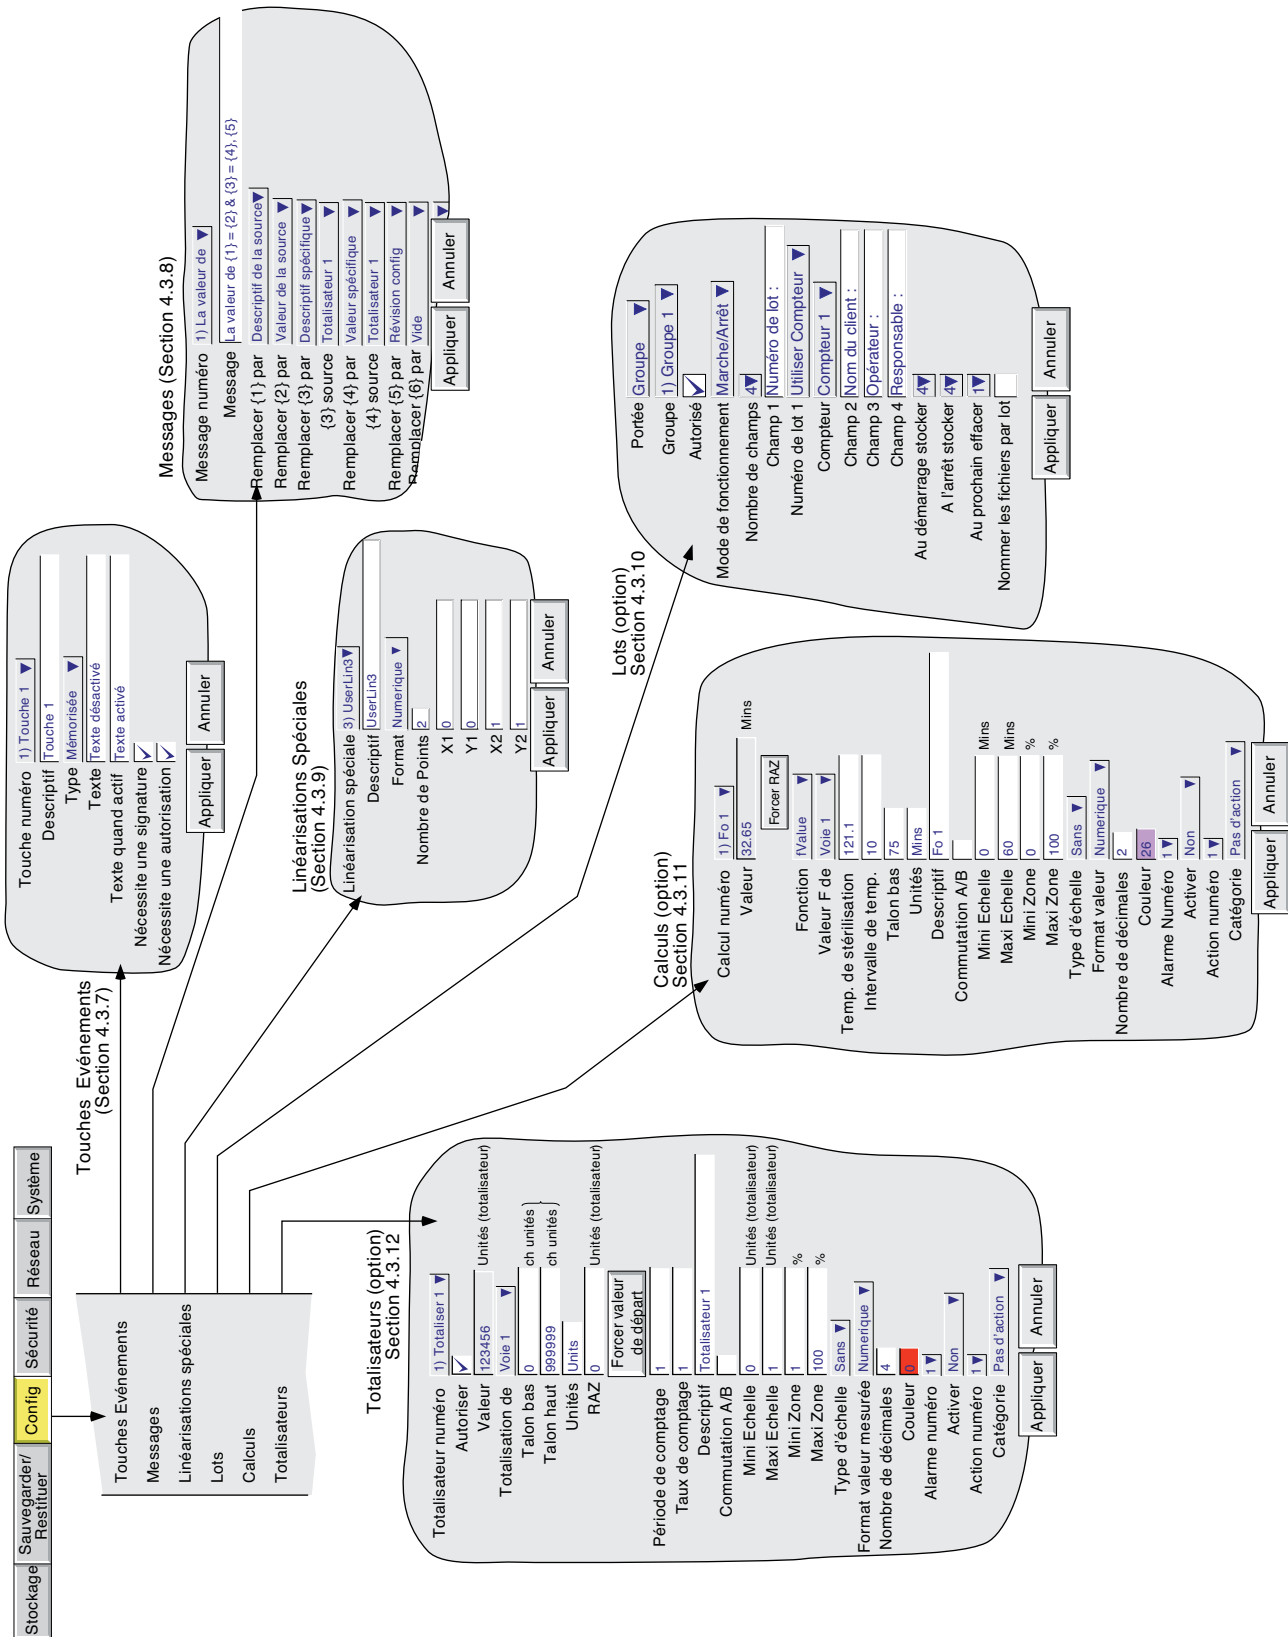 Stockage
Sauvegarder/
Restituer
Config
Sécurité
Réseau
Système
Touches Evénements
Messages
Linéarisations spéciales
Lots
Calculs
Totalisateurs
Touches Evénements
(Section 4.3.7)
Touche numéro 1) Touche 1
Descriptif Touche 1
Type Mémorisée
Texte Texte désactivé
Texte quand actif Texte activé
Nécessite une signature
Nécessite une autorisation
Appliquer Annuler
Messages (Section 4.3.8)
Message numéro 1) La valeur de
Message La valeur de {1} = {2} & {3} = {4}, {5}
Remplacer {1} par Descriptif de la source
Remplacer {2} par Valeur de la source
Remplacer {3} par Descriptif spécifique
{3} source Totalisateur 1
Remplacer {4} par Valeur spécifique
{4} source Totalisateur 1
Remplacer {5} par Révision config
Remplacer {6} par Vide
Appliquer Annuler
Linéarisations Spéciales
(Section 4.3.9)
Linéarisation spéciale 3) UserLin3
Descriptif UserLin3
Format Numerique
Nombre de Points 2
X1 0
Y1 0
X2 1
Y2 1
Appliquer Annuler
Lots (option)
Section 4.3.10
Portée Groupe
Groupe 1) Groupe 1
Autorisé
Mode de fonctionnement Marche/Arrêt
Nombre de champs 4
Champ 1 Numéro de lot :
Numéro de lot 1 Utiliser Compteur
Compteur Compteur 1
Champ 2 Nom du client :
Champ 3 Opérateur :
Champ 4 Responsable :
Au démarrage stocker 4
A l'arrêt stocker 4
Au prochain effacer 1
Nommer les fichiers par lot
Appliquer Annuler
Calculs (option)
Section 4.3.11
Calcul numéro 1) Fo 1
Valeur 32.65 Mins
Forcer RAZ
Fonction fValue
Valeur F de Voie 1
Temp. de stérilisation 121.1
Intervalle de temp. 10
Talon bas 75
Unités Mins
Descriptif Fo 1
Commutation A/B
Mini Echelle 0 Mins
Maxi Echelle 60 Mins
Mini Zone 0 %
Maxi Zone 100 %
Type d'échelle Sans
Format valeur Numerique
Nombre de décimales 2
Couleur 26
Alarme Numéro 1
Activer Non
Action numéro 1
Catégorie Pas d'action
Appliquer Annuler
Totalisateurs (option)
Section 4.3.12
Totalisateur numéro 1) Totaliser 1
Autoriser
Valeur 123456 Unités (totalisateur)
Totalisation de Voie 1
Talon bas 0 ch unités
Talon haut 999999 ch unités
Unités Units
RAZ 0 Unités (totalisateur)
Forcer valeur
de départ
Période de comptage 1
Taux de comptage 1
Descriptif Totalisateur 1
Commutation A/B
Mini Echelle 0 Unités (totalisateur)
Maxi Echelle 1 Unités (totalisateur)
Mini Zone 1 %
Maxi Zone 100 %
Type d'échelle Sans
Format valeur mesurée Numerique
Nombre de décimales 4
Couleur 0
Alarme numéro 1
Activer Non
Action numéro 1
Catégorie Pas d'action
Appliquer Annuler